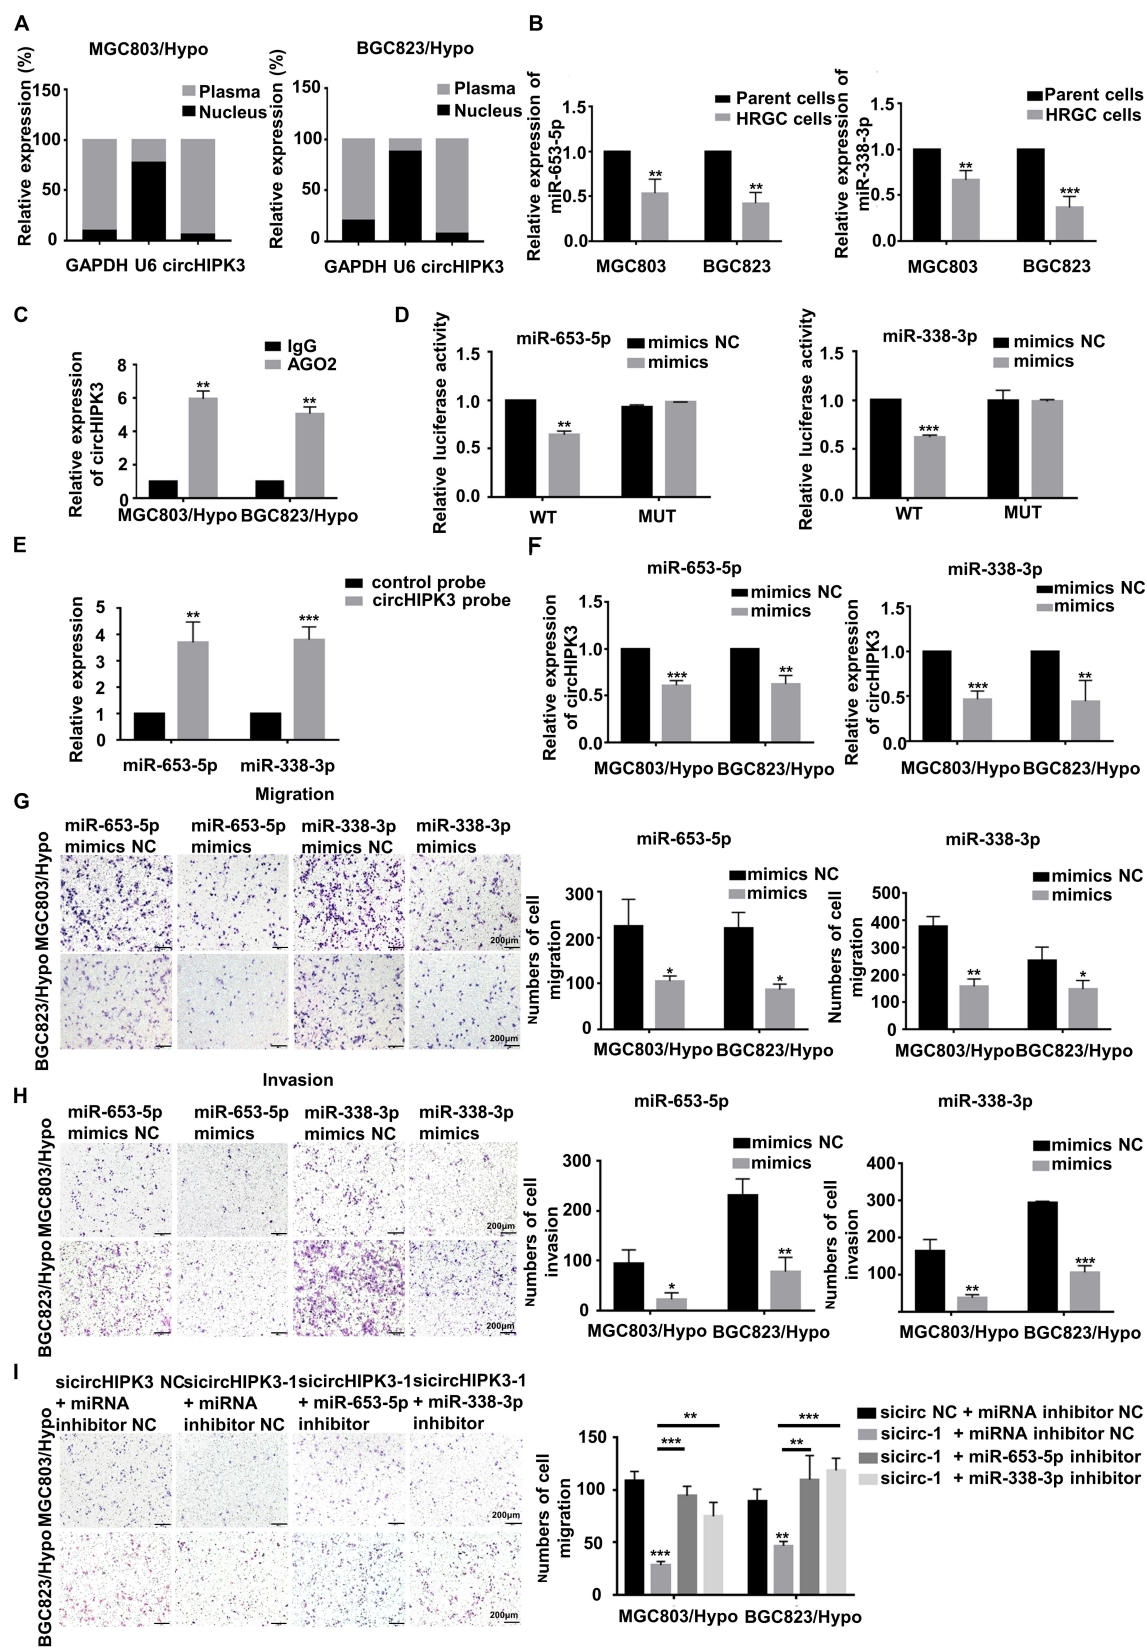 A
MGC803/Hypo
Relative expression (%)
150
100
50
0
Plasma
Nucleus
GAPDH U6 circHIPK3
BGC823/Hypo
Relative expression (%)
150
100
50
0
Plasma
Nucleus
GAPDH U6 circHIPK3
B
Relative expression of
miR-653-5p
1.5
1.0
0.5
0.0
Parent cells
HRGC cells
**
**
MGC803
BGC823
Relative expression of
miR-338-3p
1.5
1.0
0.5
0.0
Parent cells
HRGC cells
**
***
MGC803
BGC823
C
Relative expression
of circHIPK3
8
6
4
2
0
IgG
AGO2
**
**
MGC803/Hypo BGC823/Hypo
D
Relative luciferase activity
miR-653-5p
1.5
1.0
0.5
0.0
mimics NC
mimics
**
WT
MUT
Relative luciferase activity
miR-338-3p
1.5
1.0
0.5
0.0
mimics NC
mimics
***
WT
MUT
E
Relative expression
5
4
3
2
1
0
control probe
circHIPK3 probe
**
***
miR-653-5p
miR-338-3p
F
miR-653-5p
Relative expression
of circHIPK3
1.5
1.0
0.5
0.0
mimics NC
mimics
***
**
MGC803/Hypo BGC823/Hypo
miR-338-3p
Relative expression
of circHIPK3
1.5
1.0
0.5
0.0
mimics NC
mimics
***
**
MGC803/Hypo BGC823/Hypo
G
Migration
miR-653-5p
mimics NC
miR-653-5p
mimics
miR-338-3p
mimics NC
miR-338-3p
mimics
MGC803/Hypo
200μm
BGC823/Hypo
200μm
miR-653-5p
Numbers of cell
migration
300
200
100
0
mimics NC
mimics
*
*
MGC803/Hypo BGC823/Hypo
miR-338-3p
Numbers of cell
migration
500
400
300
200
100
0
mimics NC
mimics
**
*
MGC803/Hypo BGC823/Hypo
H
Invasion
miR-653-5p
mimics NC
miR-653-5p
mimics
miR-338-3p
mimics NC
miR-338-3p
mimics
MGC803/Hypo
200μm
BGC823/Hypo
200μm
miR-653-5p
Numbers of cell
invasion
300
200
100
0
mimics NC
mimics
*
**
MGC803/Hypo BGC823/Hypo
miR-338-3p
Numbers of cell
invasion
400
300
200
100
mimics NC
mimics
**
***
MGC803/Hypo BGC823/Hypo
I
sicircHIPK3 NC
+ miRNA
inhibitor NC
sicircHIPK3-1
+ miRNA
inhibitor NC
sicircHIPK3-1
+ miR-653-5p
inhibitor
sicircHIPK3-1
+ miR-338-3p
inhibitor
MGC803/Hypo
200μm
BGC823/Hypo
200μm
Numbers of cell
migration
150
100
50
0
**
***
***
***
**
**
MGC803/Hypo BGC823/Hypo
sicirc NC + miRNA inhibitor NC
sicirc-1 + miRNA inhibitor NC
sicirc-1 + miR-653-5p inhibitor
sicirc-1 + miR-338-3p inhibitor